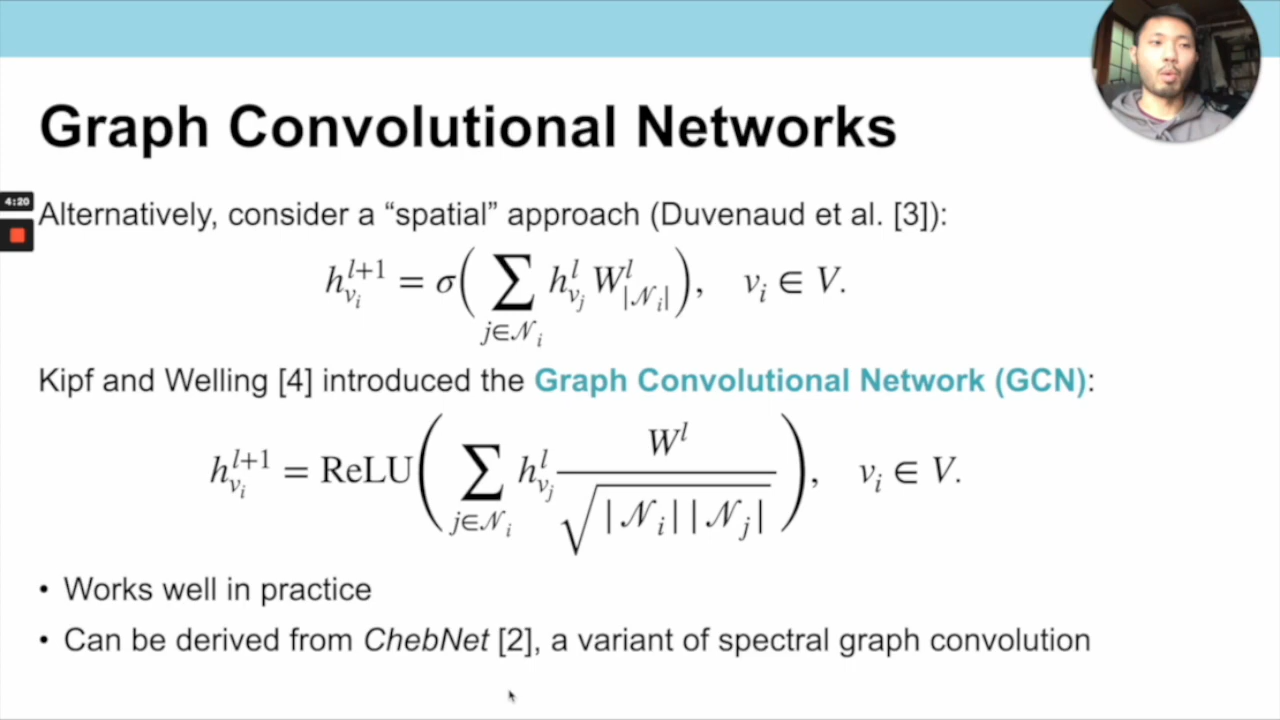 Graph Convolutional Networks
4:20
Alternatively, consider a “spatial” approach (Duvenaud et al. [3]):
h_{v_i}^{l+1} = σ( ∑_{j∈𝒩_i} h_{v_j}^l W_{|𝒩_i|}^l ), v_i ∈ V.
Kipf and Welling [4] introduced the Graph Convolutional Network (GCN):
h_{v_i}^{l+1} = ReLU( ∑_{j∈𝒩_i} h_{v_j}^l W^l / √(|𝒩_i||𝒩_j|) ), v_i ∈ V.
• Works well in practice
• Can be derived from ChebNet [2], a variant of spectral graph convolution